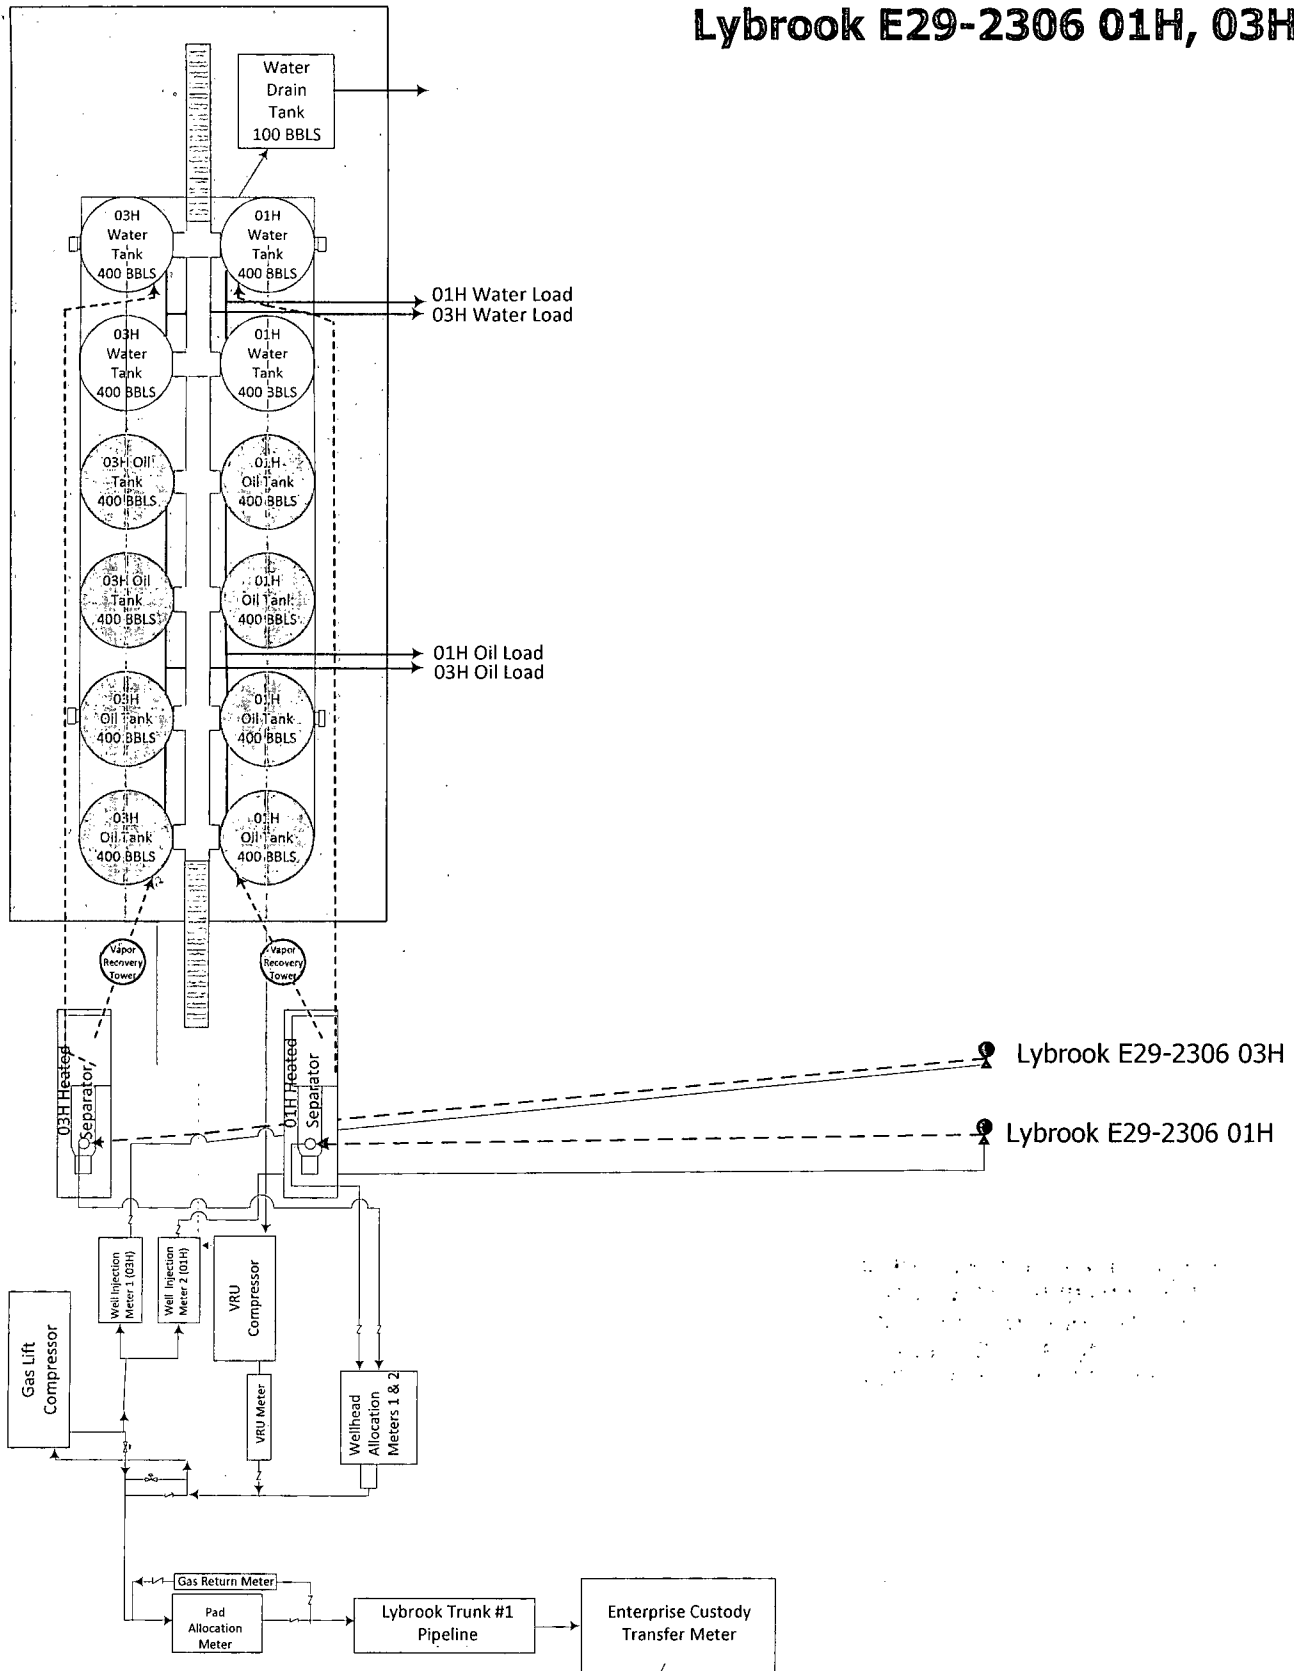 Lybrook E29-2306 01H, 03H
Water
Drain
Tank
100 BBLS
03H
Water
Tank
400 BBLS
01H
Water
Tank
400 BBLS
01H Water Load
03H Water Load
03H
Water
Tank
400 BBLS
01H
Water
Tank
400 BBLS
03H Oil
Tank
400 BBLS
01H
Oil Tank
400 BBLS
03H Oil
Tank
400 BBLS
01H
Oil Tank
400 BBLS
01H Oil Load
03H Oil Load
03H
Oil Tank
400 BBLS
01H
Oil Tank
400 BBLS
03H
Oil Tank
400 BBLS
01H
Oil Tank
400 BBLS
Vapor
Recovery
Tower
Vapor
Recovery
Tower
03H Heated
Separator
01H Heated
Separator
Lybrook E29-2306 03H
Lybrook E29-2306 01H
Well Injection
Meter 1 (03H)
Well Injection
Meter 2 (01H)
VRU
Compressor
Gas Lift
Compressor
VRU Meter
Wellhead
Allocation
Meters 1 & 2
Gas Return Meter
Pad
Allocation
Meter
Lybrook Trunk #1
Pipeline
Enterprise Custody
Transfer Meter